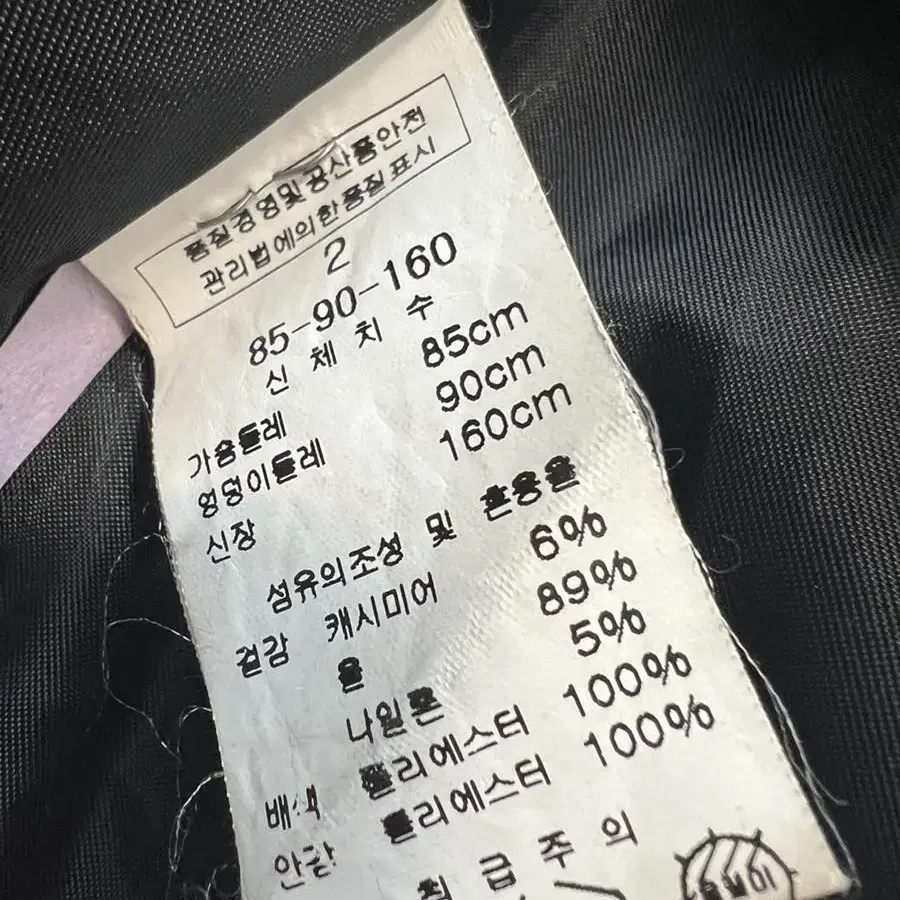 품질경영및공산품안전
관리법에의한품질표시
2
85-90-160
신 체 치 수
가슴둘레 85cm
엉덩이둘레 90cm
신장 160cm
섬유의조성 및 혼용율
겉감 캐시미어 6%
울 89%
나일론 5%
배색 폴리에스터 100%
안감 폴리에스터 100%
취 급 주 의